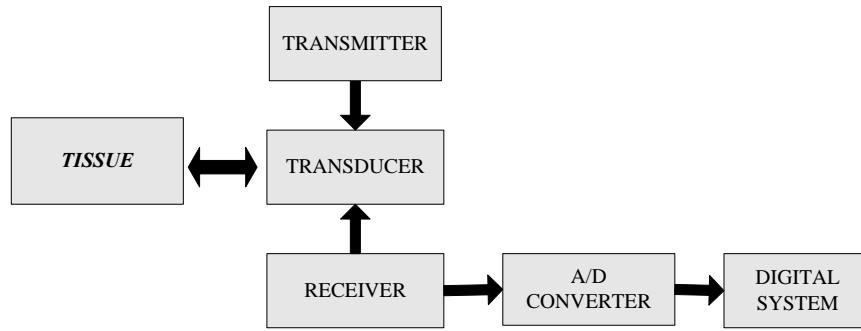 TRANSMITTER
TISSUE
TRANSDUCER
RECEIVER
A/D
CONVERTER
DIGITAL
SYSTEM